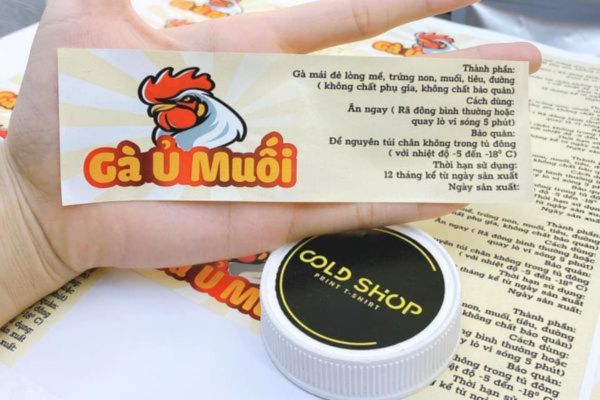 Thành phần:
Gà mái đẻ lòng mề, trứng non, muối, tiêu, đường
( không chất phụ gia, không chất bảo quản)
Cách dùng:
Ăn ngay ( Rã đông bình thường hoặc
quay lò vi sóng 5 phút)
Bảo quản:
Để nguyên túi chân không trong tủ đông
( với nhiệt độ -5 đến -18° C)
Thời hạn sử dụng:
12 tháng kể từ ngày sản xuất
Ngày sản xuất:
Gà Ủ Muối
COLD SHOP
PRINT T-SHIRT